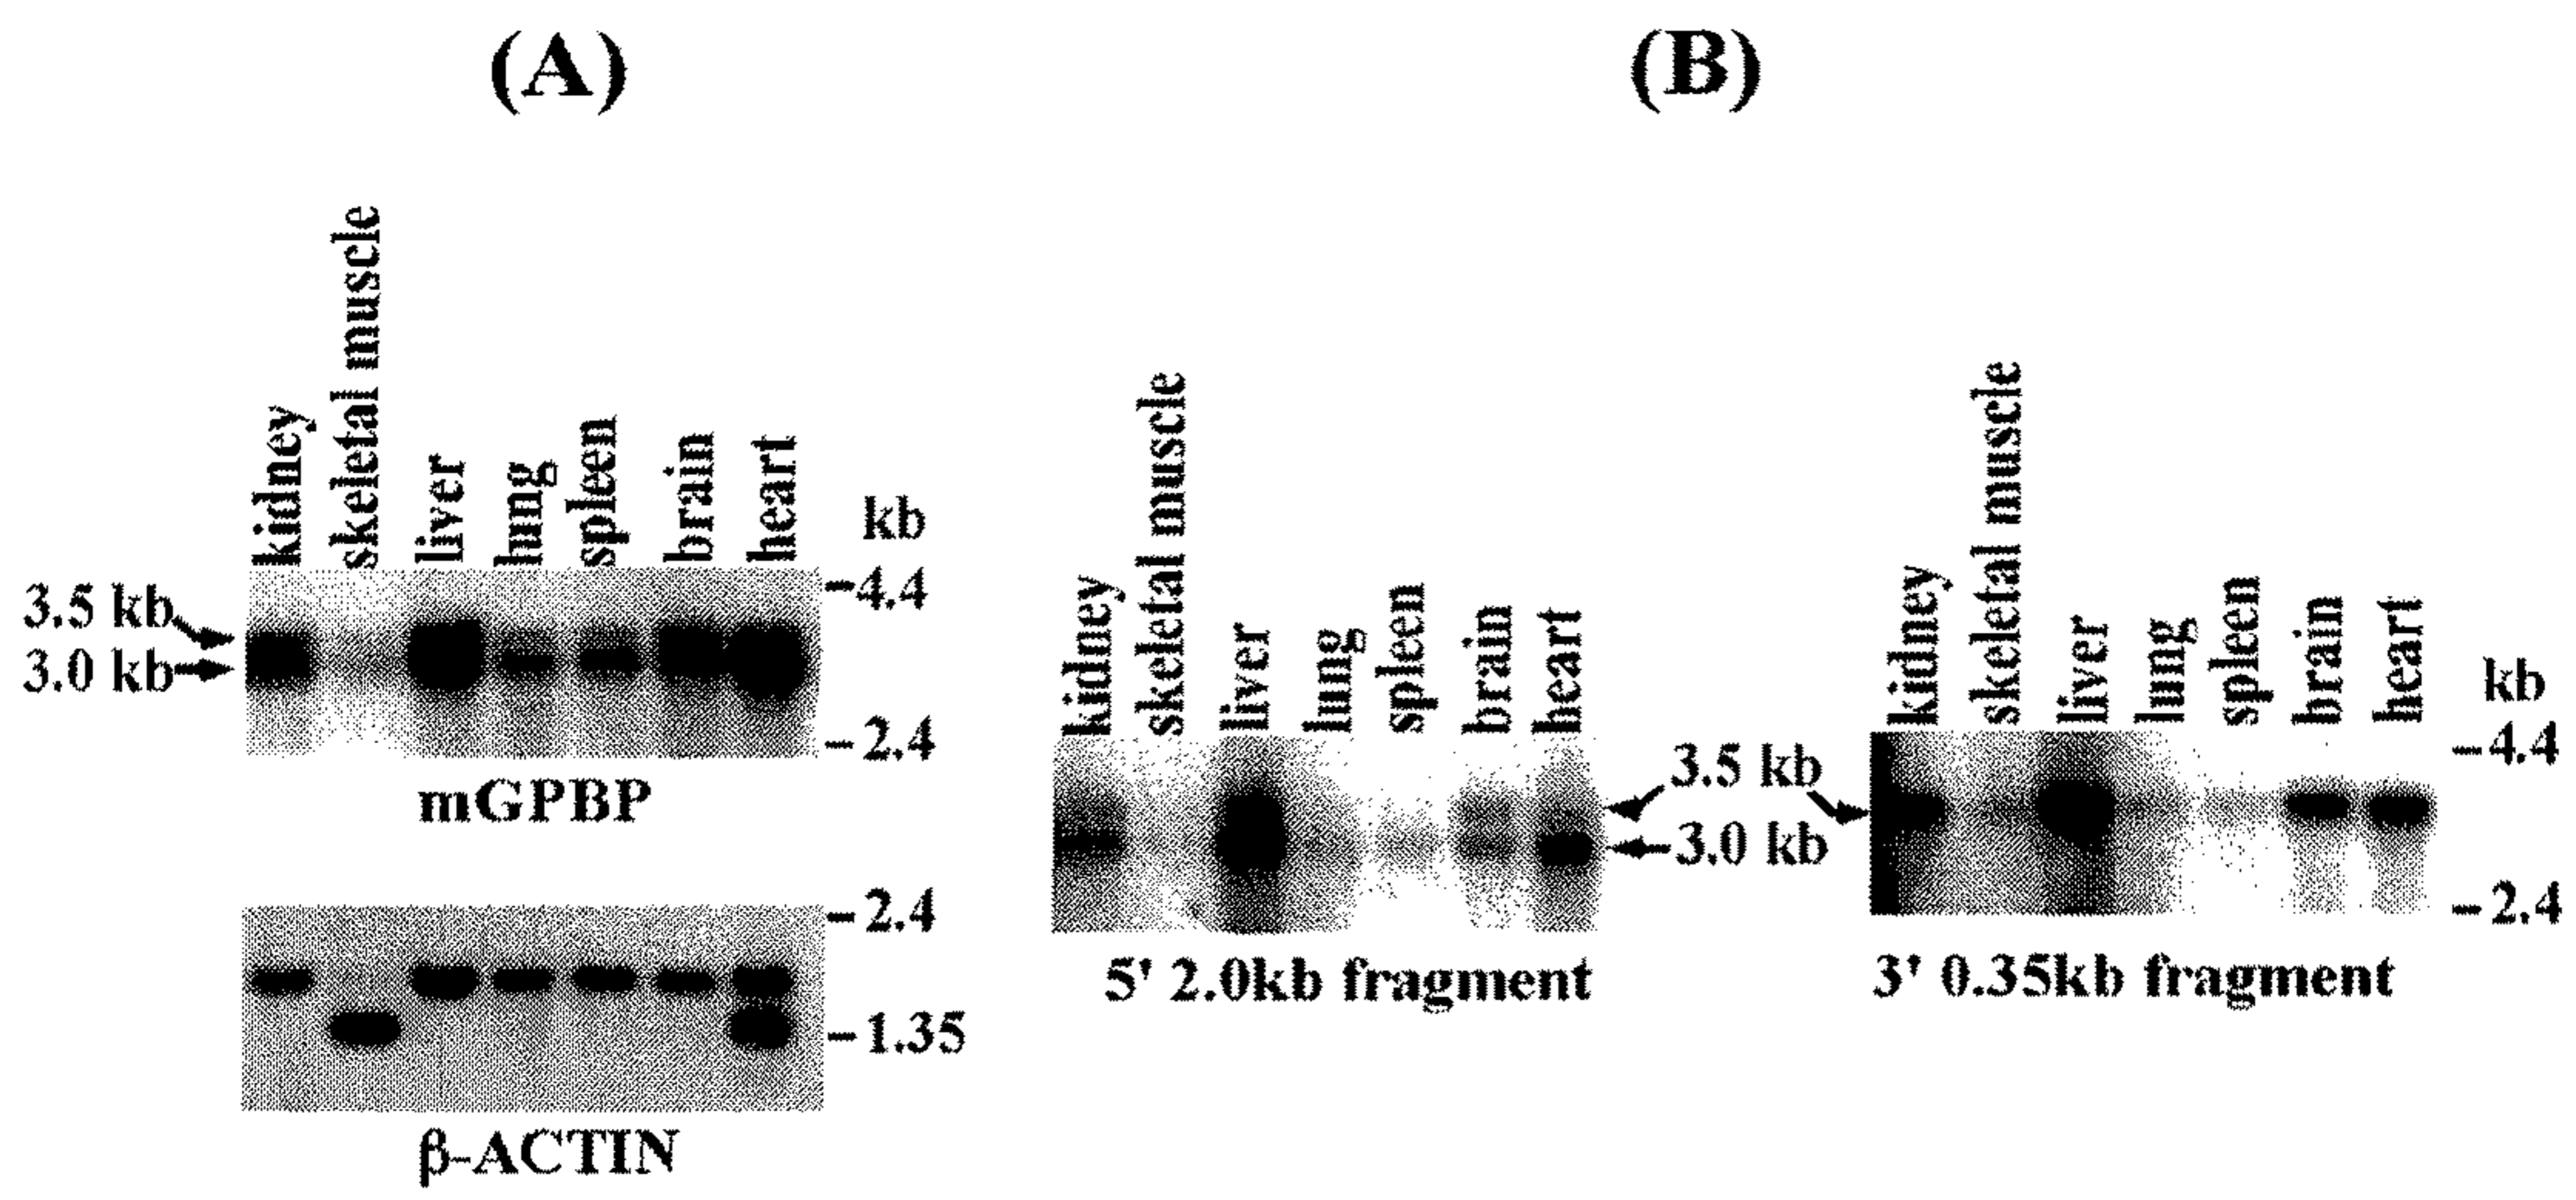 (A)
(B)
kidney
skeletal muscle
liver
lung
spleen
brain
heart
kb
3.5 kb
3.0 kb
-4.4
-2.4
mGPBP
-2.4
-1.35
β-ACTIN
kidney
skeletal muscle
liver
lung
spleen
brain
heart
3.5 kb
3.0 kb
5' 2.0kb fragment
kidney
skeletal muscle
liver
lung
spleen
brain
heart
kb
-4.4
-2.4
3' 0.35kb fragment